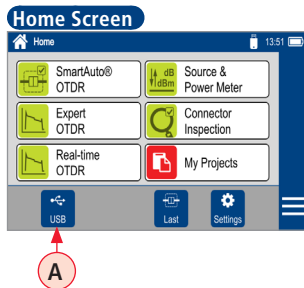 Home Screen
Home 13:51
SmartAuto®
OTDR
dB
dBm
Source &
Power Meter
Expert
OTDR
Connector
Inspection
Real-time
OTDR
My Projects
USB
Last
Settings
A